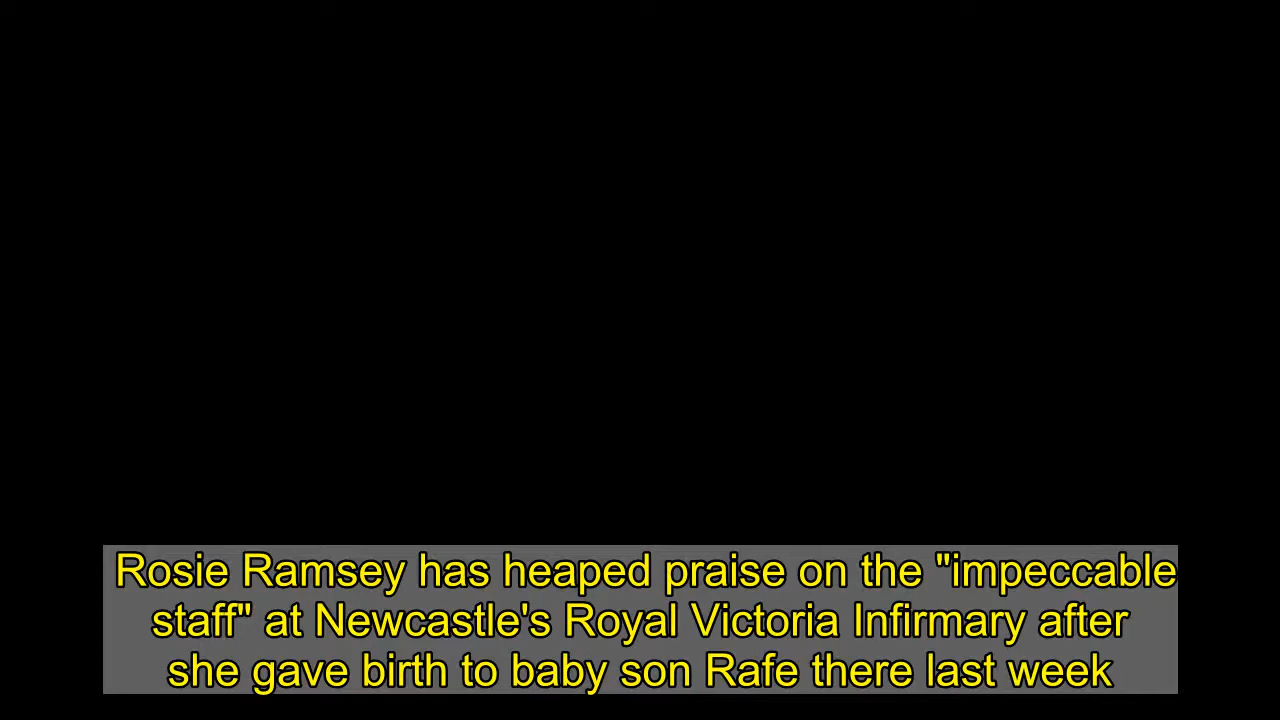 Rosie Ramsey has heaped praise on the "impeccable
staff" at Newcastle's Royal Victoria Infirmary after
she gave birth to baby son Rafe there last week